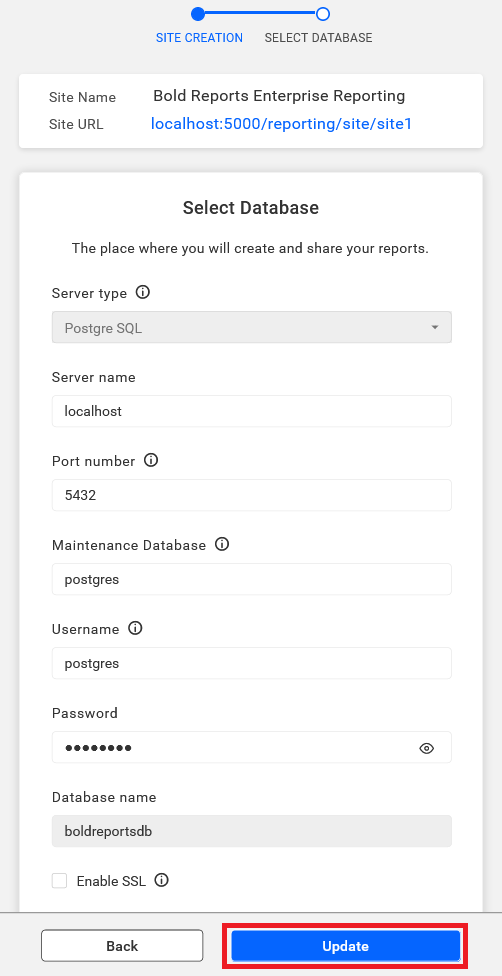 SITE CREATION SELECT DATABASE
Site Name Bold Reports Enterprise Reporting
Site URL localhost:5000/reporting/site/site1
Select Database
The place where you will create and share your reports.
Server type
Postgre SQL
Server name
localhost
Port number
5432
Maintenance Database
postgres
Username
postgres
Password
••••••••
Database name
boldreportsdb
Enable SSL
Back Update